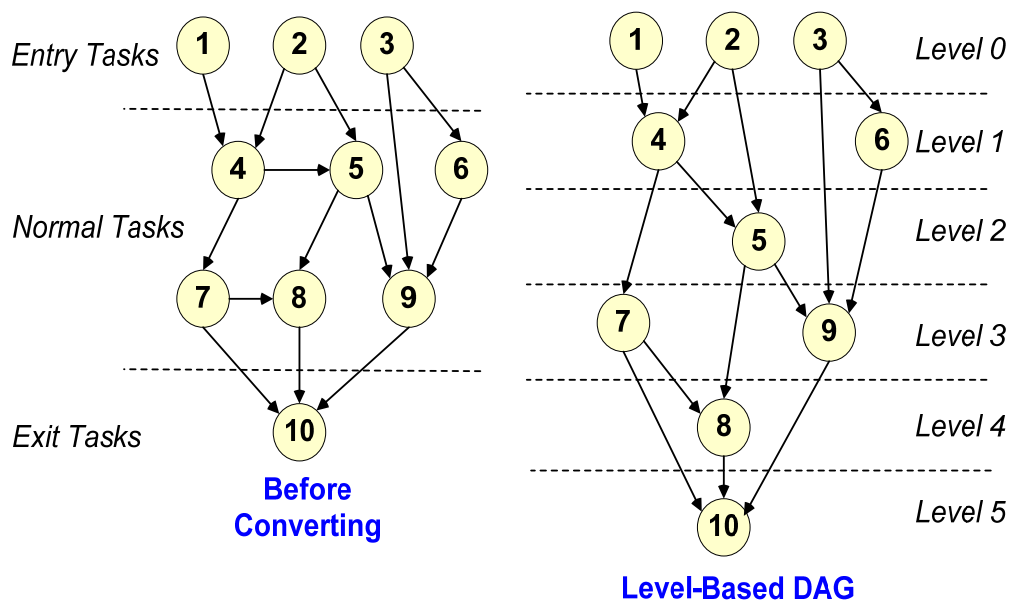 Entry Tasks
1
2
3
4
5
6
Normal Tasks
7
8
9
Exit Tasks
10
Before
Converting
1
2
3
Level 0
4
6
Level 1
5
Level 2
7
9
Level 3
8
Level 4
10
Level 5
Level-Based DAG